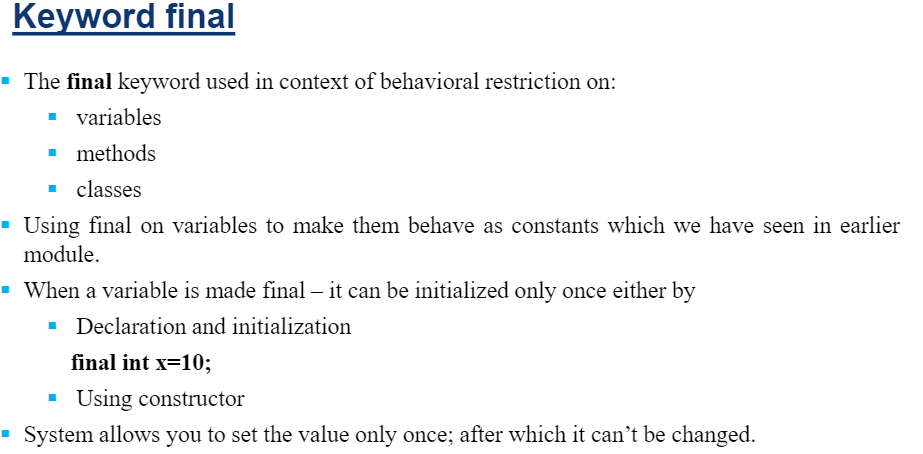 Keyword final
▪ The final keyword used in context of behavioral restriction on:
▪ variables
▪ methods
▪ classes
▪ Using final on variables to make them behave as constants which we have seen in earlier
module.
▪ When a variable is made final – it can be initialized only once either by
▪ Declaration and initialization
final int x=10;
▪ Using constructor
▪ System allows you to set the value only once; after which it can’t be changed.